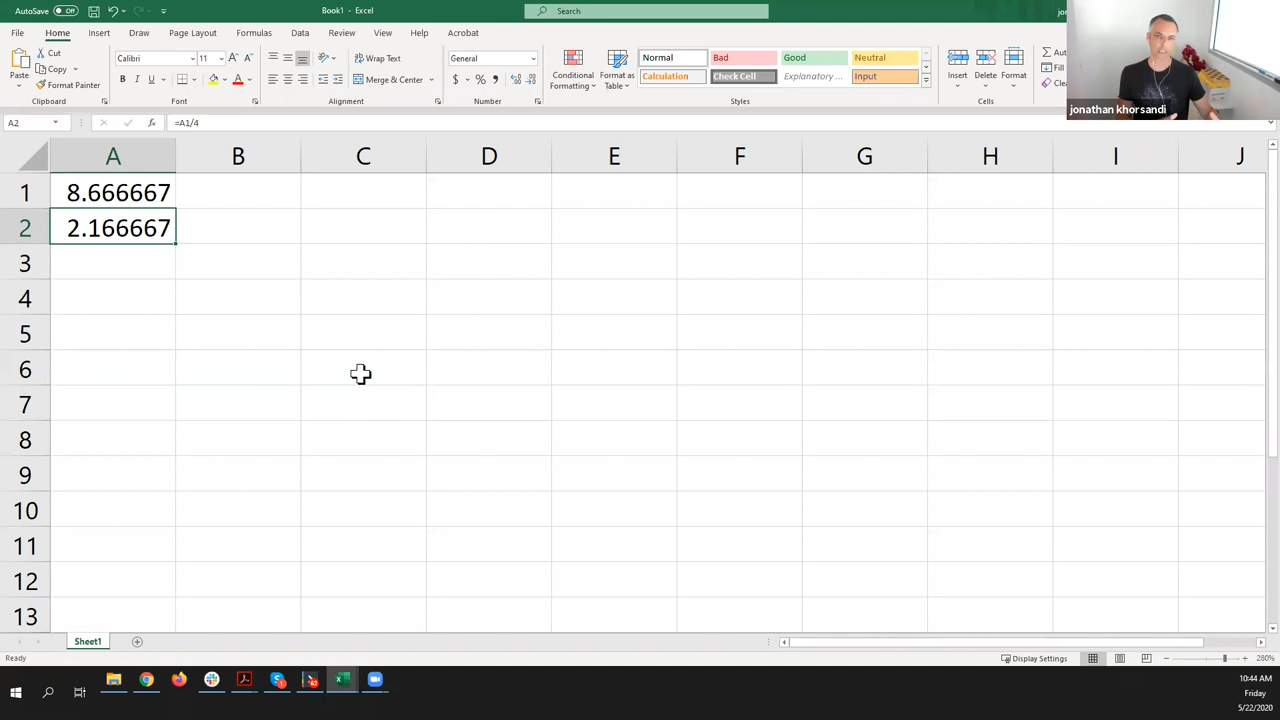 AutoSave Off
Book1 - Excel
Search
File Home Insert Draw Page Layout Formulas Data Review View Help Acrobat
Paste
Cut
Copy
Format Painter
Clipboard
Calibri 11
B I U
Font
Wrap Text
Merge & Center
Alignment
General
$ % ,
Number
Conditional Formatting
Format as Table
Normal Bad Good Neutral
Calculation Check Cell Explanatory ... Input
Styles
Insert Delete Format
Cells
jonathan khorsandi
A2 fx =A1/4
A B C D E F G H I J
1 8.666667
2 2.166667
3
4
5
6
7
8
9
10
11
12
13
Sheet1
Ready
Display Settings
280%
10:44 AM
Friday
5/22/2020